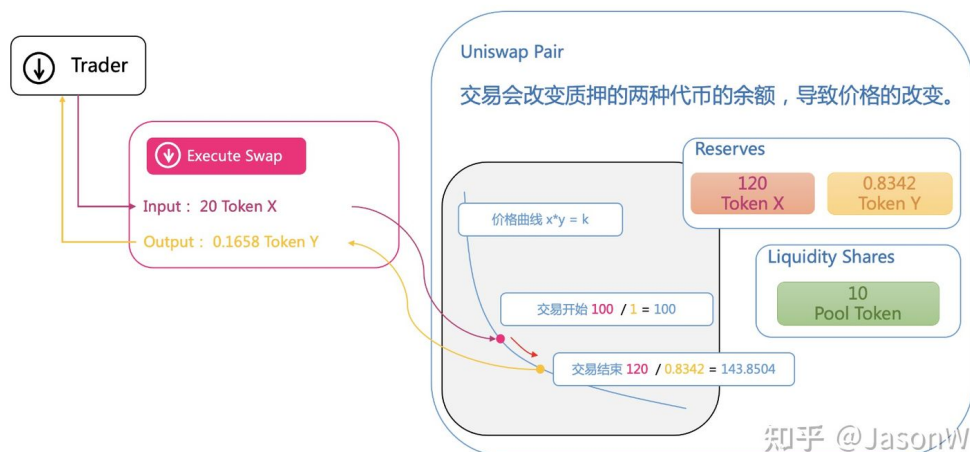 Trader
Execute Swap
Input： 20 Token X
Output： 0.1658 Token Y
Uniswap Pair
交易会改变质押的两种代币的余额，导致价格的改变。
Reserves
120
Token X
0.8342
Token Y
价格曲线 x*y = k
Liquidity Shares
10
Pool Token
交易开始 100 / 1 = 100
交易结束 120 / 0.8342 = 143.8504
知乎 @JasonW